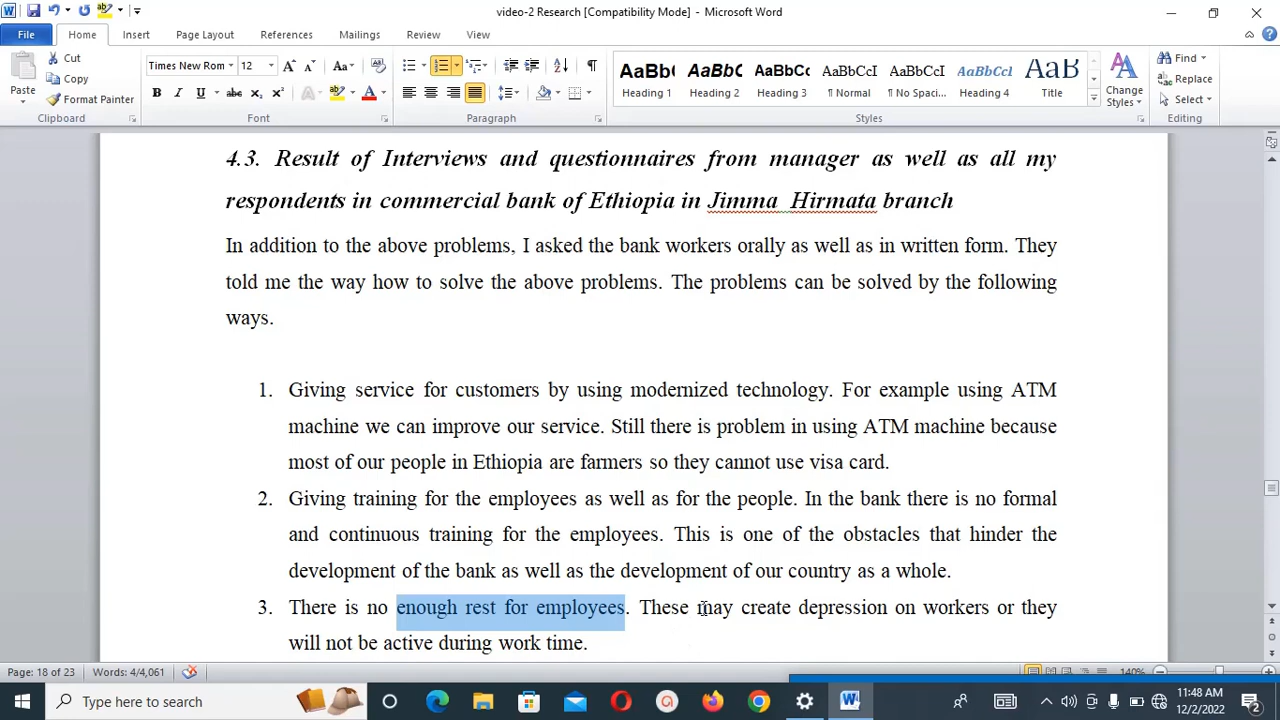 video-2 Research [Compatibility Mode] - Microsoft Word
File Home Insert Page Layout References Mailings Review View
Paste Cut Copy Format Painter Clipboard
Times New Rom 12 Font
Paragraph
AaBb( AaBbC AaBbCc AaBbCcI AaBbCcI AaBbCcI AaB
Heading 1 Heading 2 Heading 3 ¶ Normal ¶ No Spaci... Heading 4 Title
Change Styles Styles
Find Replace Select Editing
4.3. Result of Interviews and questionnaires from manager as well as all my
respondents in commercial bank of Ethiopia in Jimma Hirmata branch
In addition to the above problems, I asked the bank workers orally as well as in written form. They
told me the way how to solve the above problems. The problems can be solved by the following
ways.
1. Giving service for customers by using modernized technology. For example using ATM
machine we can improve our service. Still there is problem in using ATM machine because
most of our people in Ethiopia are farmers so they cannot use visa card.
2. Giving training for the employees as well as for the people. In the bank there is no formal
and continuous training for the employees. This is one of the obstacles that hinder the
development of the bank as well as the development of our country as a whole.
3. There is no enough rest for employees. These may create depression on workers or they
will not be active during work time.
Page: 18 of 23 Words: 4/4,061 140%
Type here to search
11:48 AM
12/2/2022
2